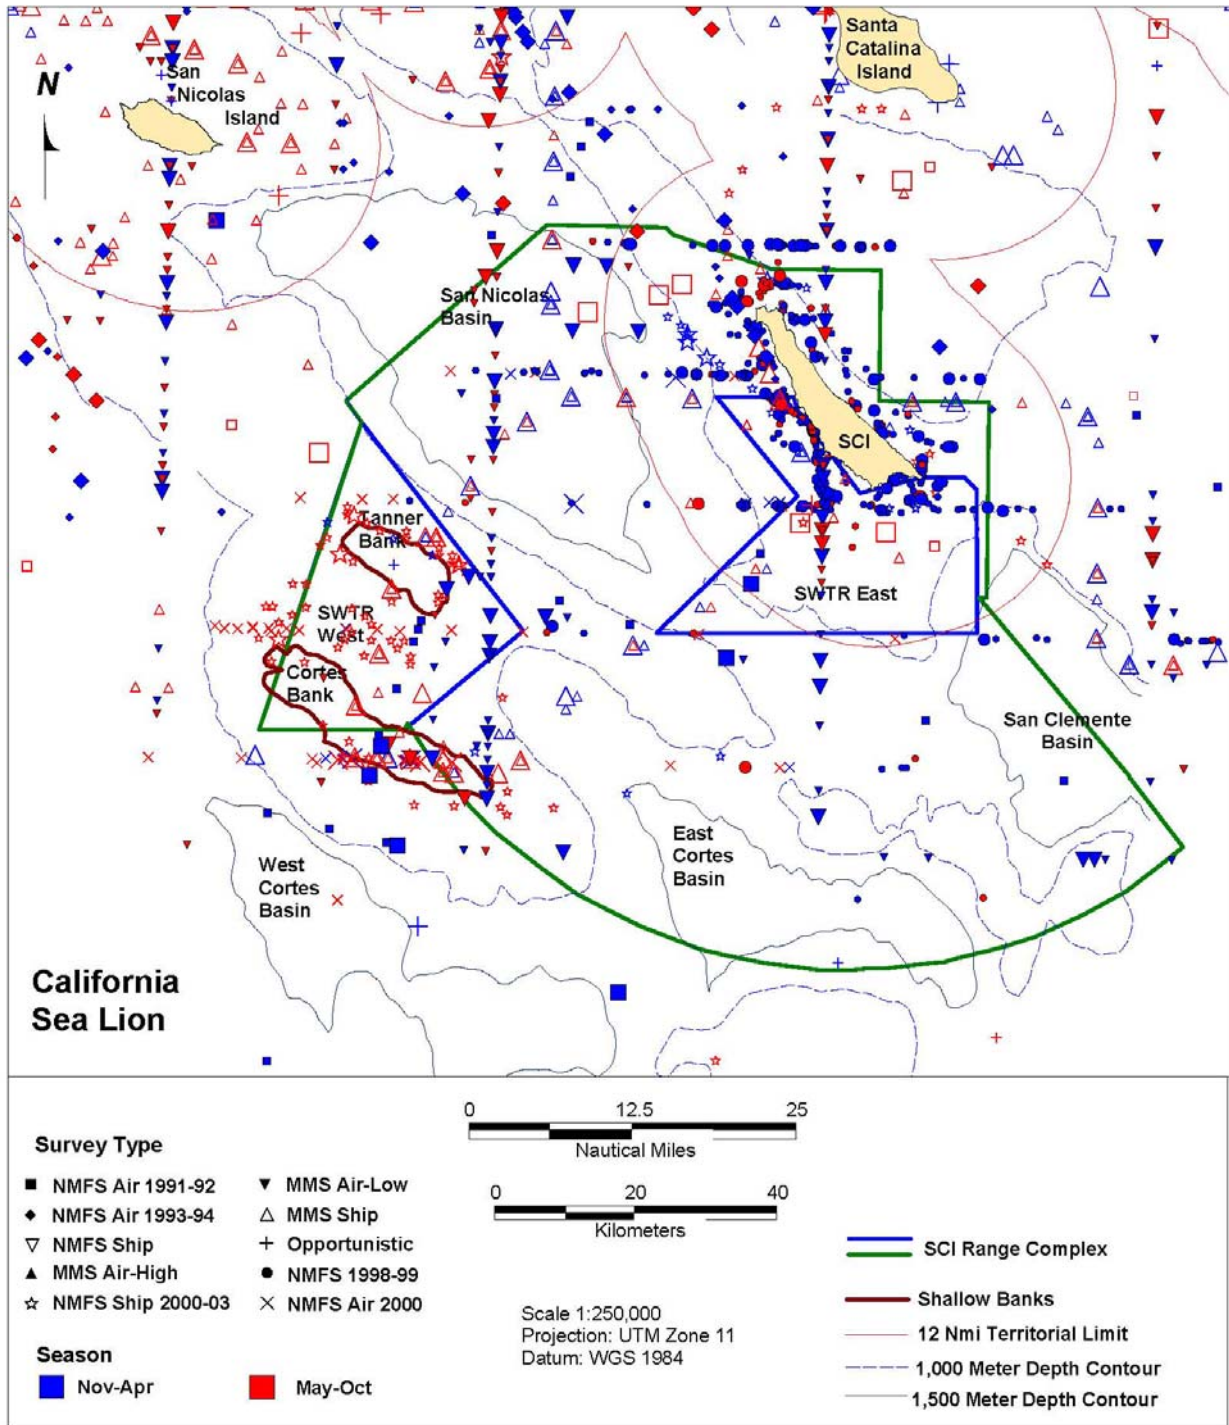 Santa
Catalina
Island
San
Nicolas
Island
N
San Nicolas
Basin
SCI
Tanner
Bank
SWTR
West
SWTR East
Cortes
Bank
San Clemente
Basin
East
Cortes
Basin
West
Cortes
Basin
California
Sea Lion
0 12.5 25
Nautical Miles
0 20 40
Kilometers
Survey Type
NMFS Air 1991-92
NMFS Air 1993-94
NMFS Ship
MMS Air-High
NMFS Ship 2000-03
MMS Air-Low
MMS Ship
Opportunistic
NMFS 1998-99
NMFS Air 2000
Season
Nov-Apr
May-Oct
Scale 1:250,000
Projection: UTM Zone 11
Datum: WGS 1984
SCI Range Complex
Shallow Banks
12 Nmi Territorial Limit
1,000 Meter Depth Contour
1,500 Meter Depth Contour